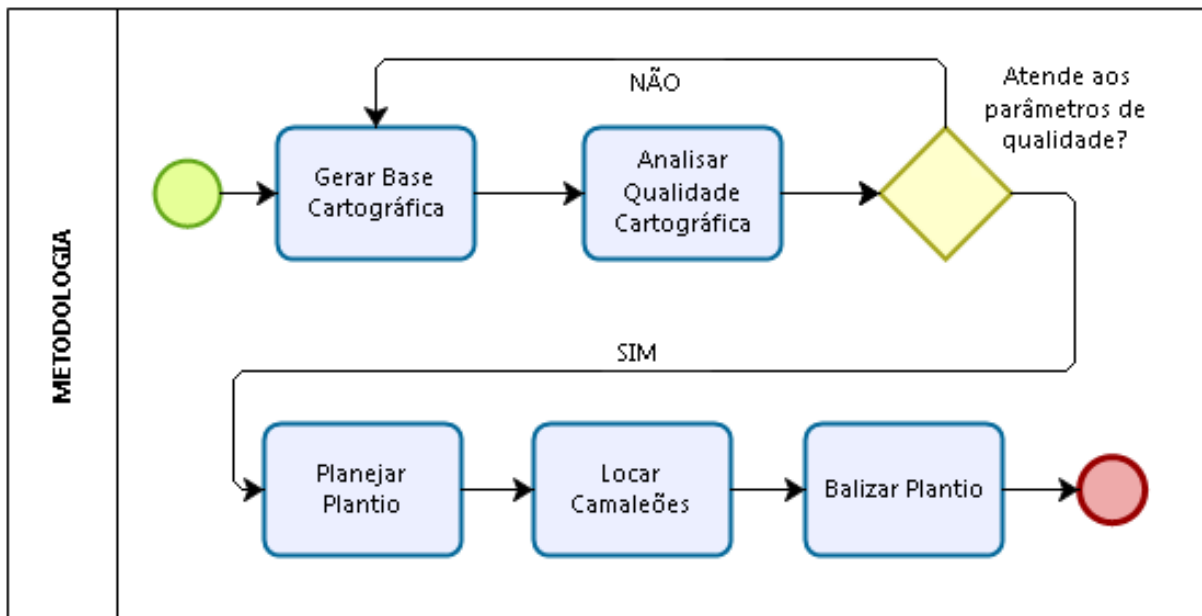 METODOLOGIA
NÃO
Atende aos
parâmetros de
qualidade?
Gerar Base
Cartográfica
Analisar
Qualidade
Cartográfica
SIM
Planejar
Plantio
Locar
Camaleões
Balizar Plantio